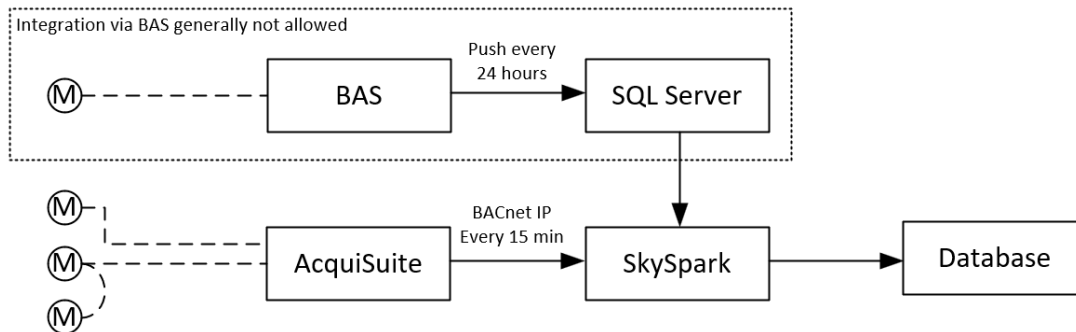 Integration via BAS generally not allowed
M
BAS
Push every
24 hours
SQL Server
M
M
M
AcquiSuite
BACnet IP
Every 15 min
SkySpark
Database